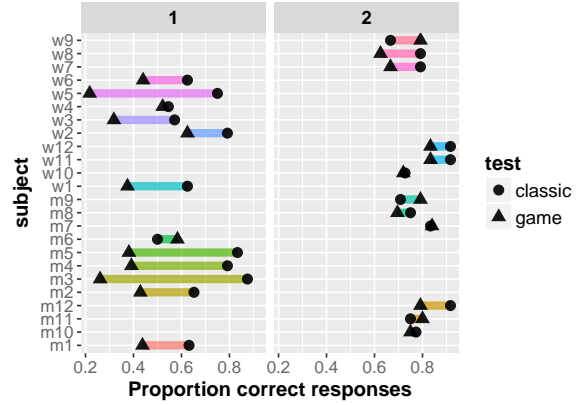 1 2
w9
w8
w7
w6
w5
w4
w3
w2
w12
w11
w10
w1
m9
m8
m7
m6
m5
m4
m3
m2
m12
m11
m10
m1
subject
0.2 0.4 0.6 0.8 0.2 0.4 0.6 0.8
Proportion correct responses
test
classic
game